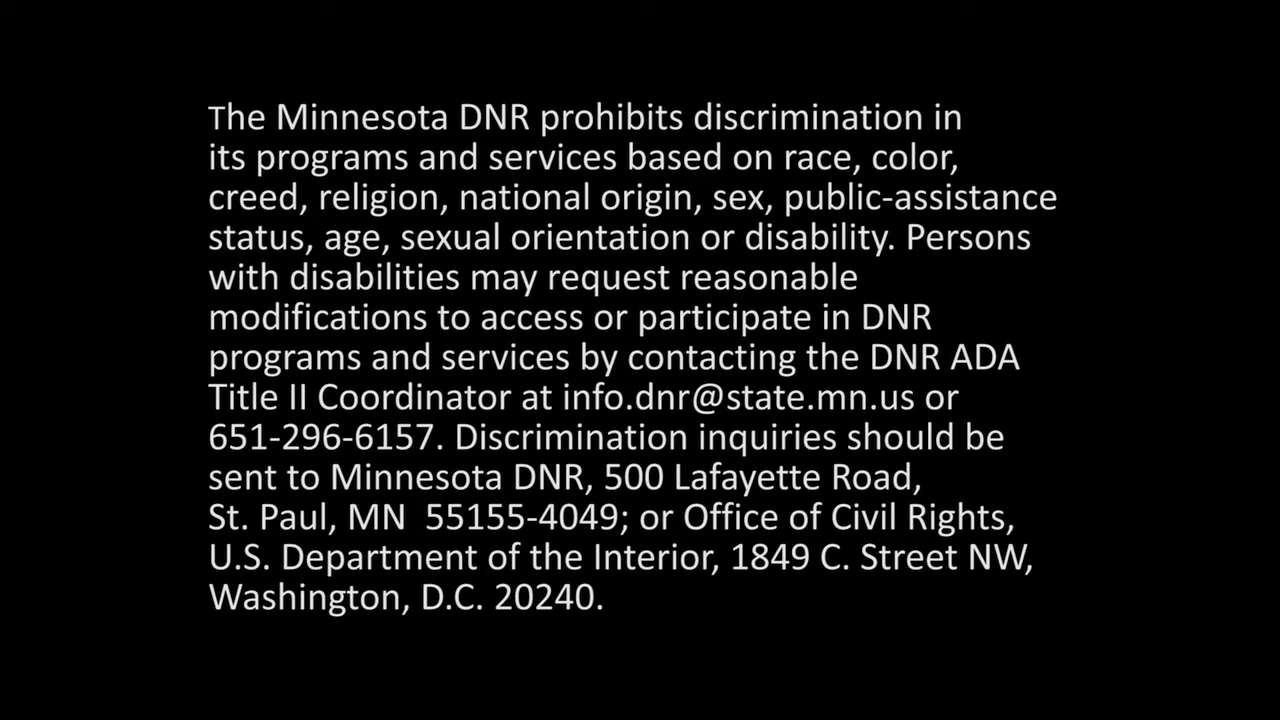 The Minnesota DNR prohibits discrimination in
its programs and services based on race, color,
creed, religion, national origin, sex, public-assistance
status, age, sexual orientation or disability. Persons
with disabilities may request reasonable
modifications to access or participate in DNR
programs and services by contacting the DNR ADA
Title II Coordinator at info.dnr@state.mn.us or
651-296-6157. Discrimination inquiries should be
sent to Minnesota DNR, 500 Lafayette Road,
St. Paul, MN  55155-4049; or Office of Civil Rights,
U.S. Department of the Interior, 1849 C. Street NW,
Washington, D.C. 20240.